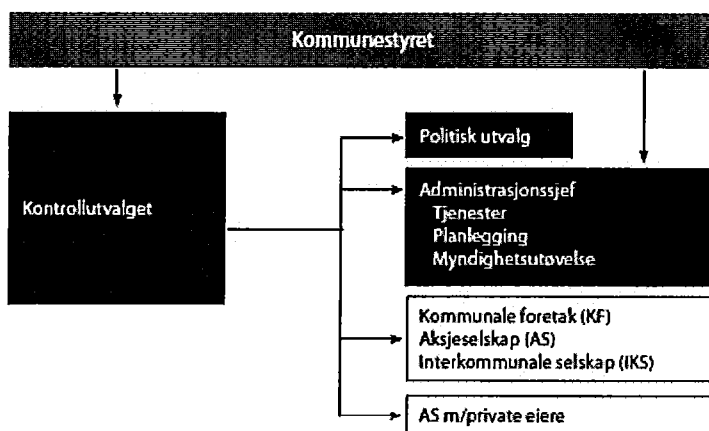 Kommunestyret
Kontrollutvalget
Politisk utvalg
Administrasjonssjef
Tjenester
Planlegging
Myndighetsutøvelse
Kommunale foretak (KF)
Aksjeselskap (AS)
Interkommunale selskap (IKS)
AS m/private eiere